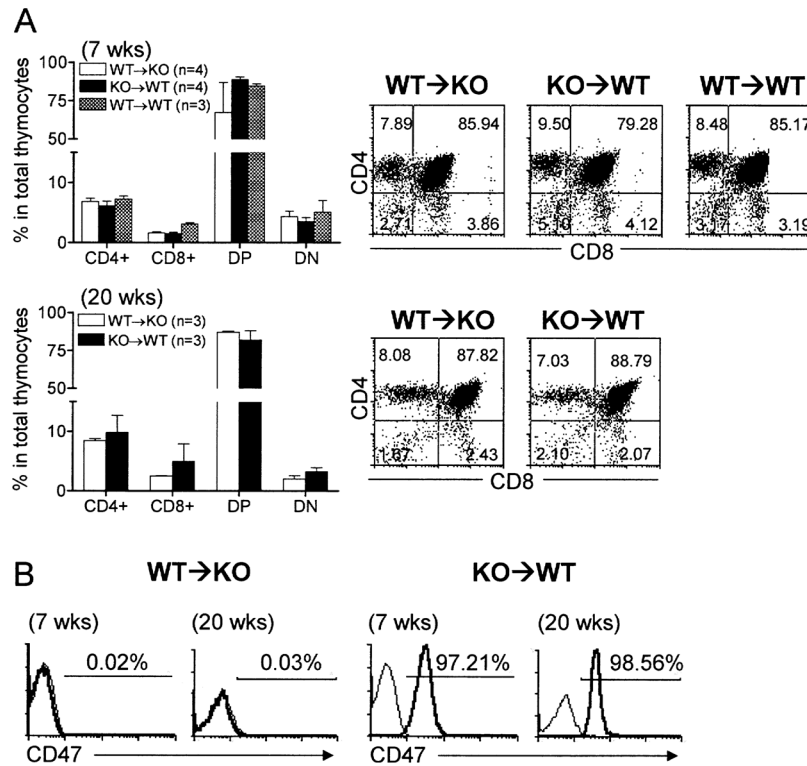 A
(7 wks)
WT→KO (n=4)
KO→WT (n=4)
WT→WT (n=3)
100
75
50
10
0
% in total thymocytes
CD4+ CD8+ DP DN
WT→KO KO→WT WT→WT
7.89 85.94
2.71 3.86
9.50 79.28
5.10 4.12
8.48 85.17
3.17 3.19
CD4
CD8
(20 wks)
WT→KO (n=3)
KO→WT (n=3)
100
75
50
10
0
% in total thymocytes
CD4+ CD8+ DP DN
WT→KO KO→WT
8.08 87.82
1.67 2.43
7.03 88.79
2.10 2.07
CD4
CD8
B
WT→KO KO→WT
(7 wks) (20 wks) (7 wks) (20 wks)
0.02% 0.03% 97.21% 98.56%
CD47 CD47